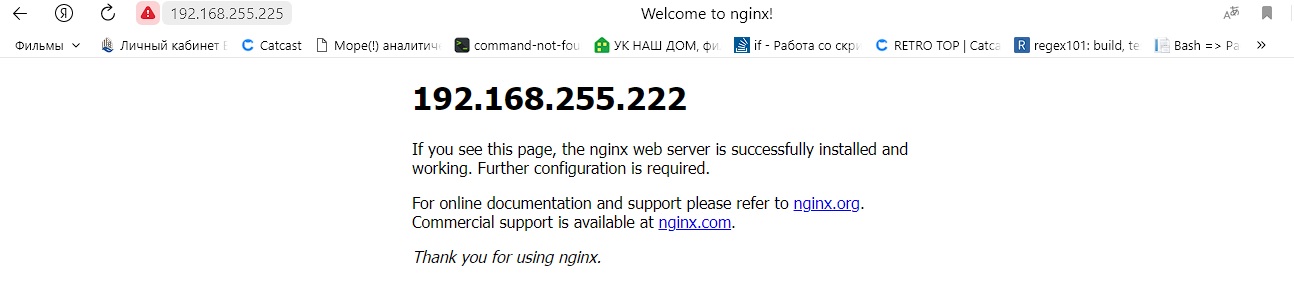 192.168.255.225
Welcome to nginx!
Фильмы
Личный кабинет
Catcast
Море(!) аналитич
command-not-fou
УК НАШ ДОМ, фи
if - Работа со скри
RETRO TOP | Catca
regex101: build, te
Bash => Ра
192.168.255.222
If you see this page, the nginx web server is successfully installed and
working. Further configuration is required.
For online documentation and support please refer to nginx.org.
Commercial support is available at nginx.com.
Thank you for using nginx.